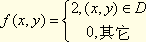 f(x, y) = { 2, (x, y) ∈ D
0, 其它